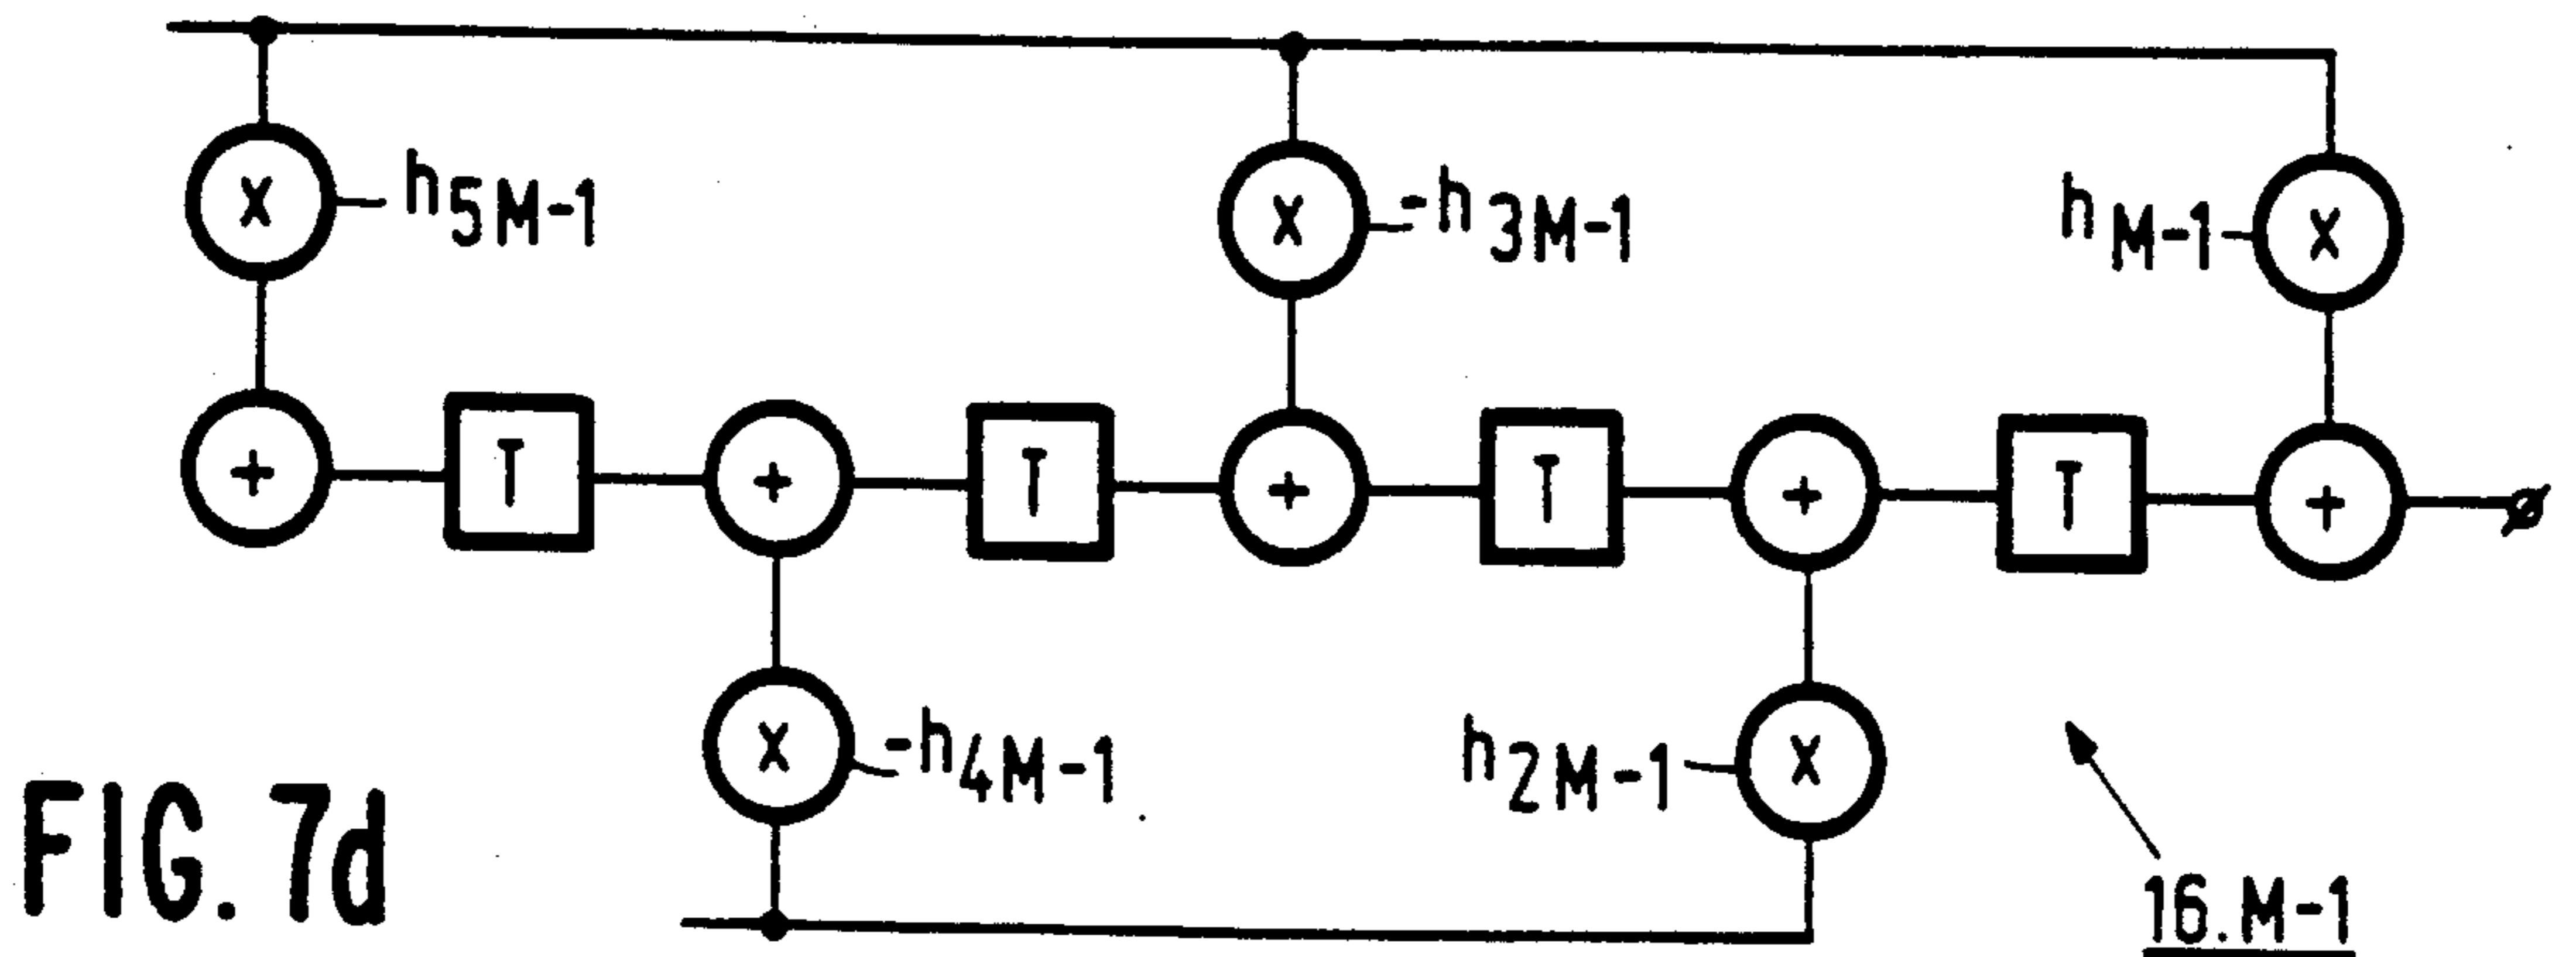 X h5M-1 X -h3M-1 hM-1 X
+ T + T + T + T +
X -h4M-1 h2M-1 X
FIG. 7d
16.M-1